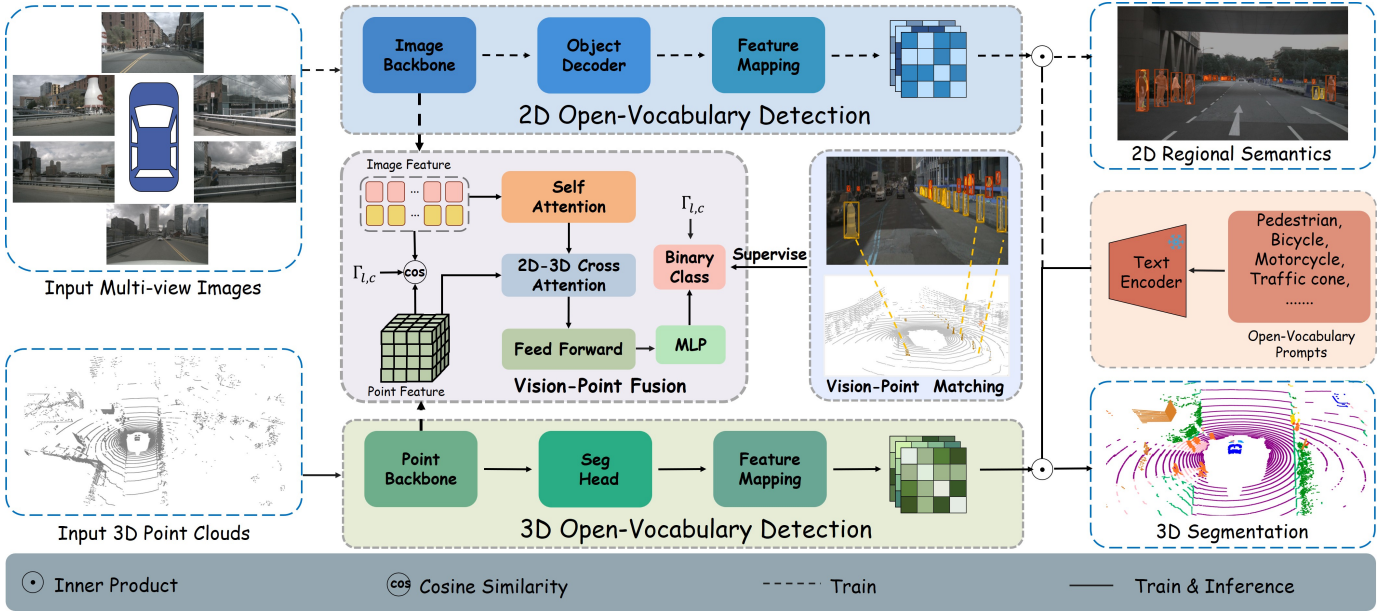 Input Multi-view Images
Input 3D Point Clouds
Image
Backbone
Object
Decoder
Feature
Mapping
2D Open-Vocabulary Detection
Image Feature
...
...
Self
Attention
Γl,c
cos
2D-3D Cross
Attention
Feed Forward
MLP
Γl,c
Binary
Class
Point Feature
Vision-Point Fusion
Supervise
Vision-Point Matching
Point
Backbone
Seg
Head
Feature
Mapping
3D Open-Vocabulary Detection
2D Regional Semantics
Text
Encoder
Pedestrian,
Bicycle,
Motorcycle,
Traffic cone,
.......
Open-Vocabulary
Prompts
3D Segmentation
Inner Product
cos Cosine Similarity
Train
Train & Inference